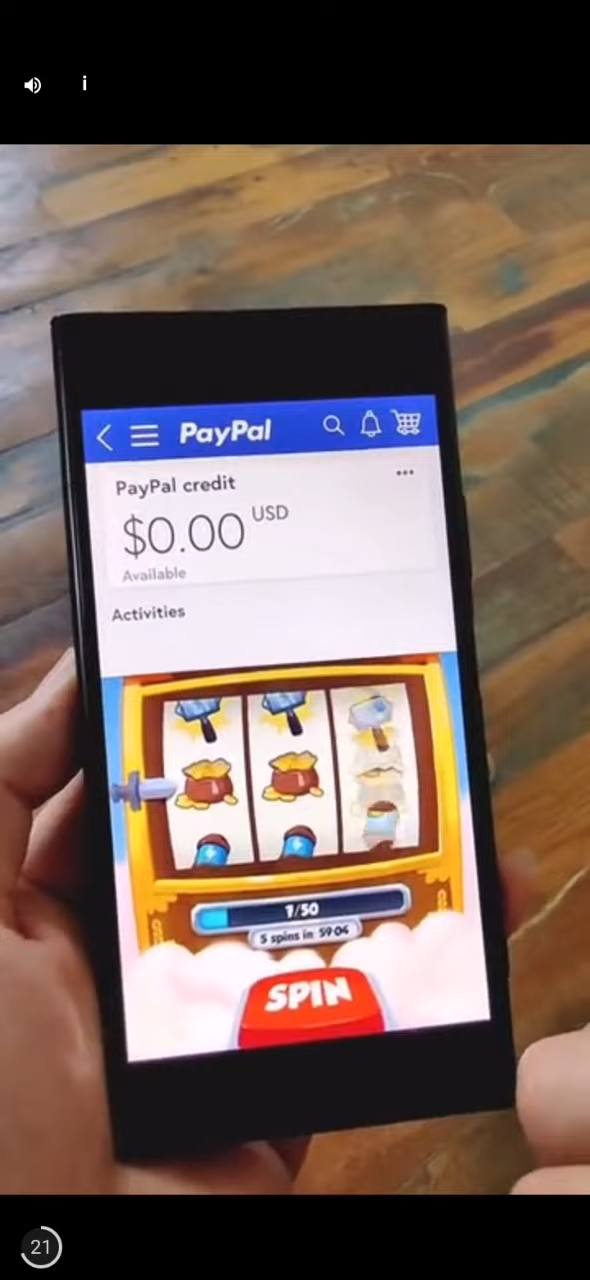 i
PayPal
PayPal credit
$0.00 USD
Available
Activities
1/50
5 spins in 59:04
SPIN
21